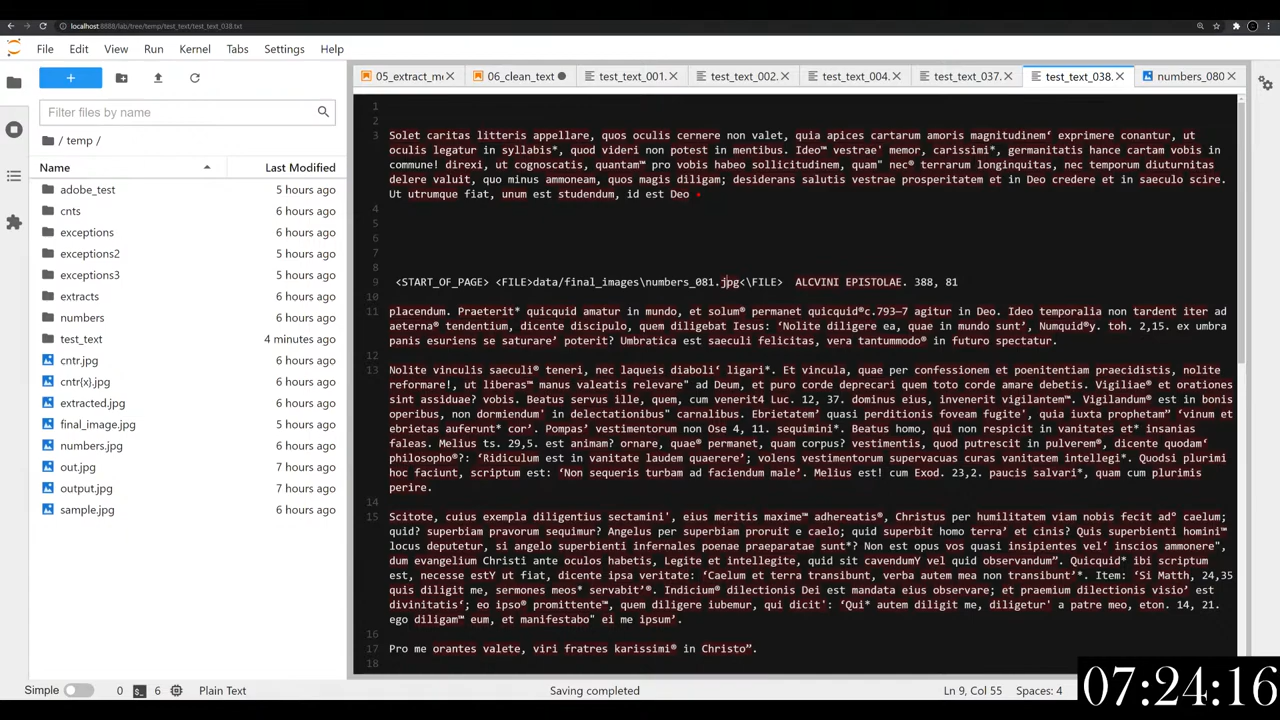 localhost:8888/lab/tree/temp/test_text/test_text_038.txt
File Edit View Run Kernel Tabs Settings Help
+
05_extract_m
06_clean_text
test_text_001.
test_text_002.
test_text_004.
test_text_037.
test_text_038.
numbers_080
Filter files by name
/ temp /
Name Last Modified
adobe_test 5 hours ago
cnts 6 hours ago
exceptions 6 hours ago
exceptions2 5 hours ago
exceptions3 5 hours ago
extracts 6 hours ago
numbers 6 hours ago
test_text 4 minutes ago
cntr.jpg 6 hours ago
cntr{x}.jpg 6 hours ago
extracted.jpg 6 hours ago
final_image.jpg 6 hours ago
numbers.jpg 6 hours ago
out.jpg 7 hours ago
output.jpg 7 hours ago
sample.jpg 6 hours ago
1
2
3 Solet caritas litteris appellare, quos oculis cernere non valet, quia apices cartarum amoris magnitudinem‘ exprimere conantur, ut
oculis legatur in syllabis*, quod videri non potest in mentibus. Ideo™ vestrae' memor, carissimi*, germanitatis hance cartam vobis in
commune! direxi, ut cognoscatis, quantam™ pro vobis habeo sollicitudinem, quam" nec® terrarum longinquitas, nec temporum diuturnitas
delere valuit, quo minus ammoneam, quos magis diligam; desiderans salutis vestrae prosperitatem et in Deo credere et in saeculo scire.
Ut utrumque fiat, unum est studendum, id est Deo •
4
5
6
7
8
9 <START_OF_PAGE> <FILE>data/final_images\numbers_081.jpg<\FILE> ALCVINI EPISTOLAE. 388, 81
10
11 placendum. Praeterit* quicquid amatur in mundo, et solum® permanet quicquid®c.793—7 agitur in Deo. Ideo temporalia non tardent iter ad
aeterna® tendentium, dicente discipulo, quem diligebat Iesus: ‘Nolite diligere ea, quae in mundo sunt’, Numquid®y. toh. 2,15. ex umbra
panis esuriens se saturare’ poterit? Umbratica est saeculi felicitas, vera tantummodo® in futuro spectatur.
12
13 Nolite vinculis saeculi® teneri, nec laqueis diaboli‘ ligari*. Et vincula, quae per confessionem et poenitentiam praecidistis, nolite
reformare!, ut liberas™ manus valeatis relevare" ad Deum, et puro corde deprecari quem toto corde amare debetis. Vigiliae® et orationes
sint assiduae? vobis. Beatus servus ille, quem, cum venerit4 Luc. 12, 37. dominus eius, invenerit vigilantem™. Vigilandum® est in bonis
operibus, non dormiendum' in delectationibus" carnalibus. Ebrietatem’ quasi perditionis foveam fugite', quia iuxta prophetam” ‘vinum et
ebrietas auferunt* cor’. Pompas’ vestimentorum non Ose 4, 11. sequimini*. Beatus homo, qui non respicit in vanitates et* insanias
faleas. Melius ts. 29,5. est animam? ornare, quae® permanet, quam corpus? vestimentis, quod putrescit in pulverem®, dicente quodam‘
philosopho®?: ‘Ridiculum est in vanitate laudem quaerere’; volens vestimentorum supervacuas curas vanitatem intellegi*. Quodsi plurimi
hoc faciunt, scriptum est: ‘Non sequeris turbam ad faciendum male’. Melius est! cum Exod. 23,2. paucis salvari*, quam cum plurimis
perire.
14
15 Scitote, cuius exempla diligentius sectamini', eius meritis maxime™ adhereatis®, Christus per humilitatem viam nobis fecit ad° caelum;
quid? superbiam pravorum sequimur? Angelus per superbiam proruit e caelo; quid superbit homo terra’ et cinis? Quis superbienti homini™
locus deputetur, si angelo superbienti infernales poenae praeparatae sunt*? Non est opus vos quasi insipientes vel‘ inscios ammonere",
dum evangelium Christi ante oculos habetis, Legite et intellegite, quid sit cavendumY vel quid observandum”. Quicquid* ibi scriptum
est, necesse estY ut fiat, dicente ipsa veritate: ‘Caelum et terra transibunt, verba autem mea non transibunt’*. Item: ‘Si Matth, 24,35
quis diligit me, sermones meos* servabit’®. Indicium® dilectionis Dei est mandata eius observare; et praemium dilectionis visio’ est
divinitatis‘; eo ipso® promittente™, quem diligere iubemur, qui dicit': ‘Qui* autem diligit me, diligetur' a patre meo, eton. 14, 21.
ego diligam™ eum, et manifestabo" ei me ipsum’.
16
17 Pro me orantes valete, viri fratres karissimi® in Christo”.
18
Simple 0 6 Plain Text Saving completed Ln 9, Col 55 Spaces: 4
07:24:16